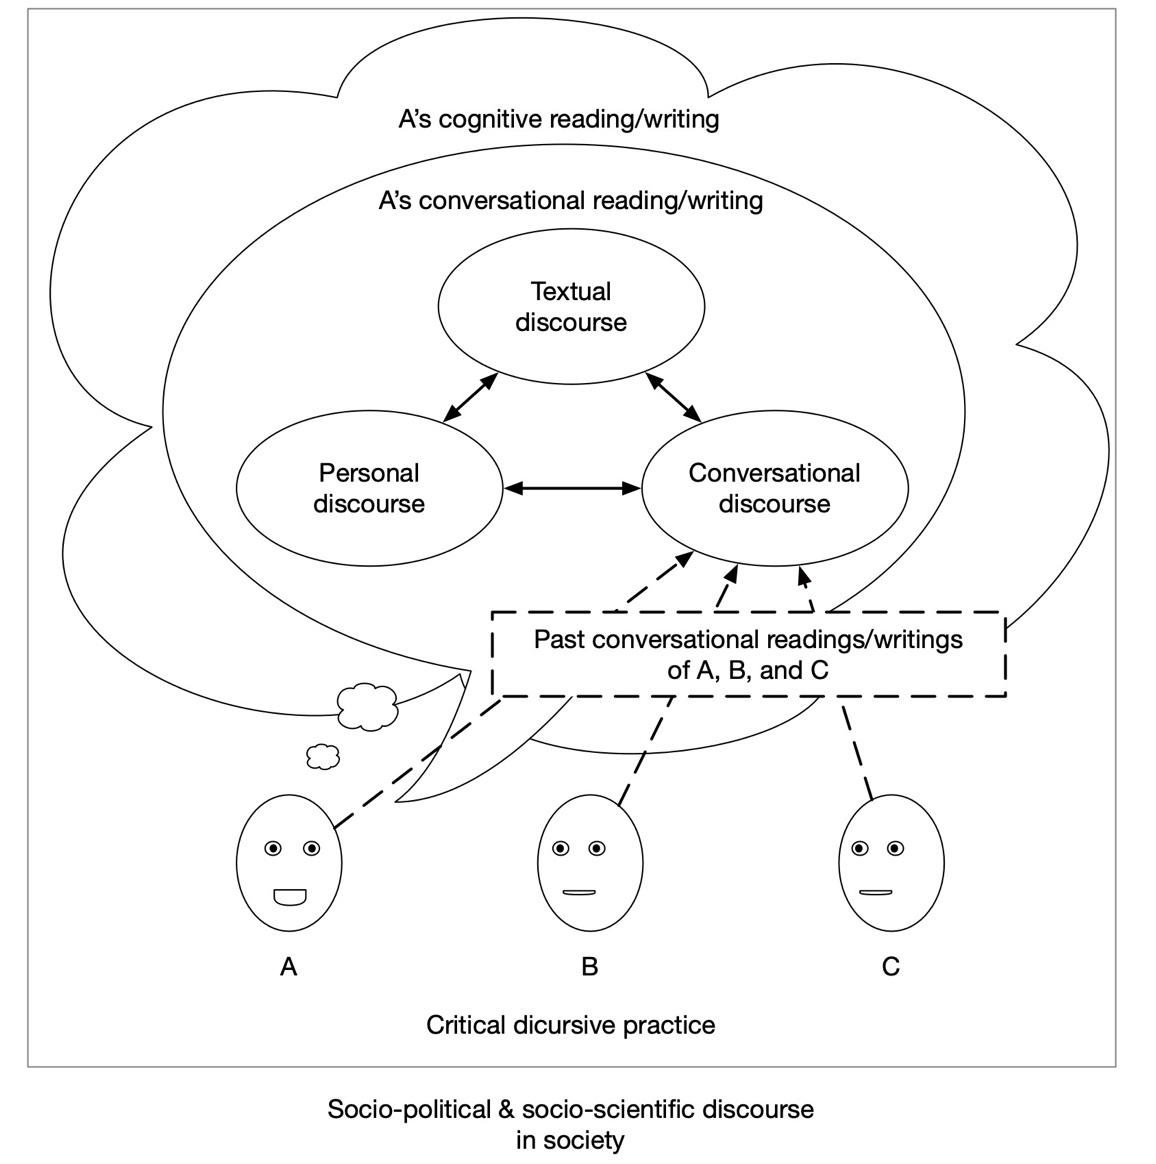 A’s cognitive reading/writing
A’s conversational reading/writing
Textual
discourse
Personal
discourse
Conversational
discourse
Past conversational readings/writings
of A, B, and C
A
B
C
Critical dicursive practice
Socio-political & socio-scientific discourse
in society